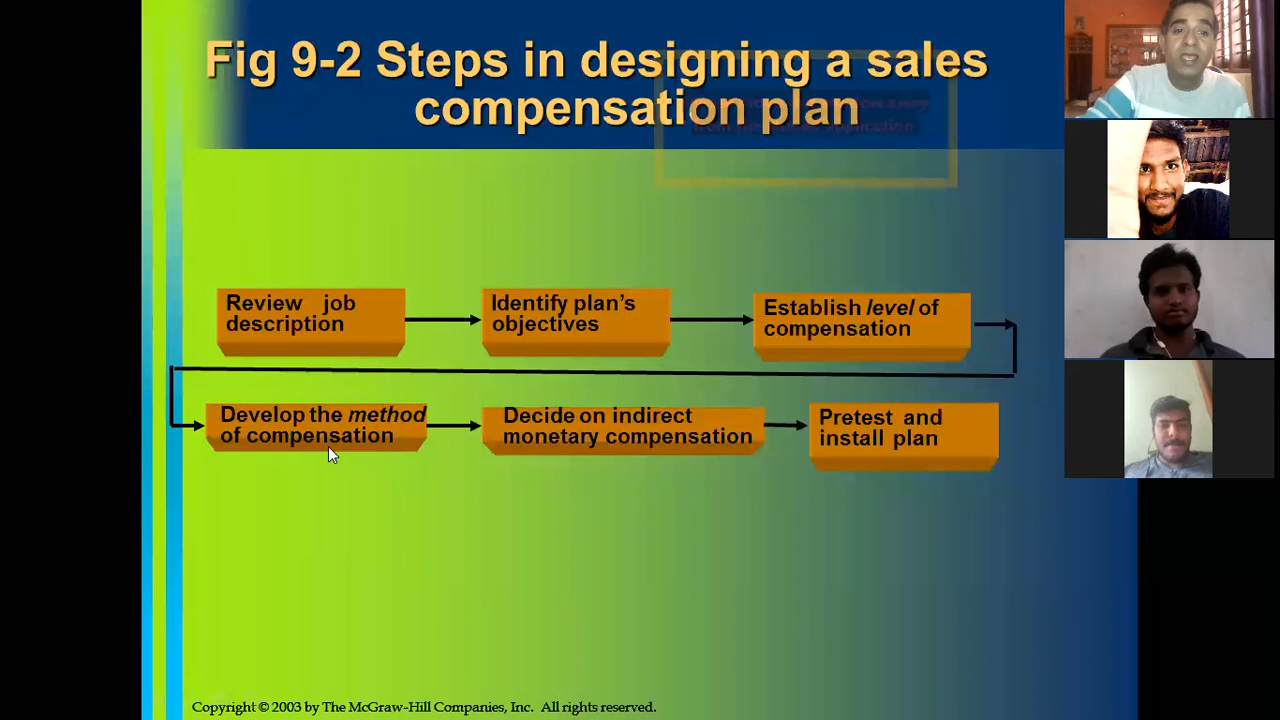 Fig 9-2 Steps in designing a sales
compensation plan
Review job
description
Identify plan's
objectives
Establish level of
compensation
Develop the method
of compensation
Decide on indirect
monetary compensation
Pretest and
install plan
Copyright © 2003 by The McGraw-Hill Companies, Inc. All rights reserved.